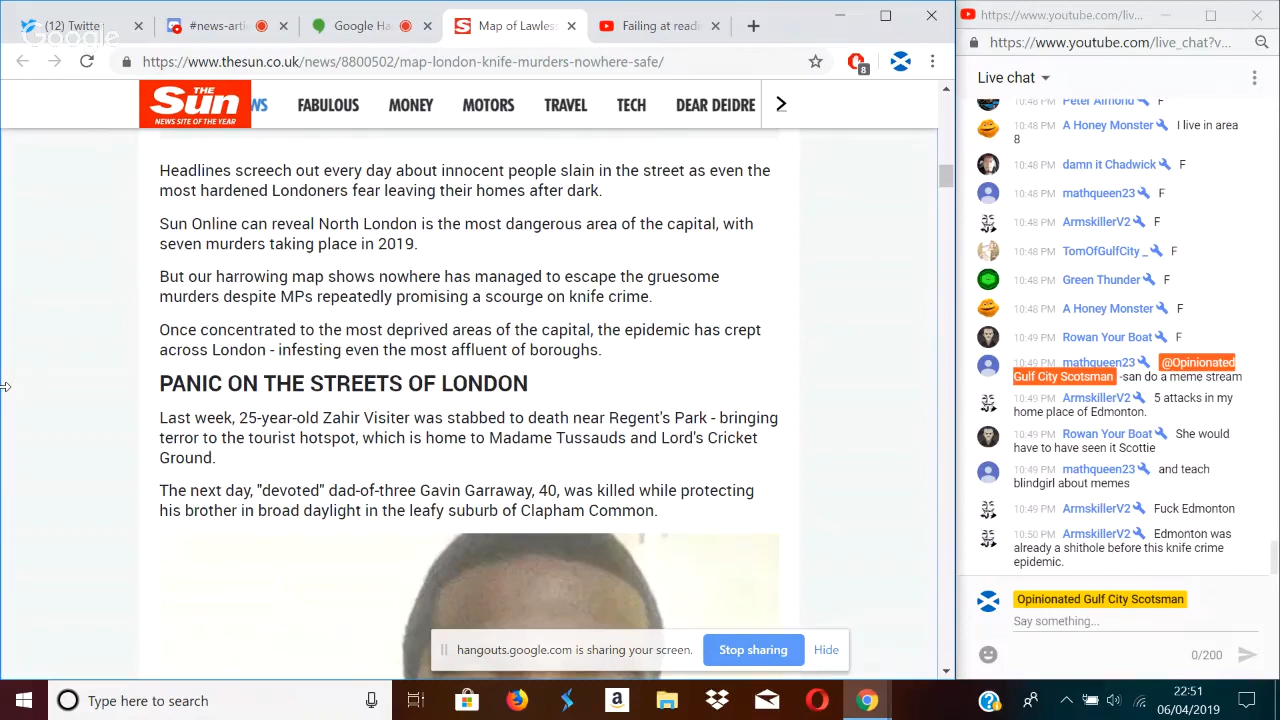 (12) Twitter
#news-arti
Google Ha
Map of Lawless
Failing at readi
Google
https://www.thesun.co.uk/news/8800502/map-london-knife-murders-nowhere-safe/
8
THE
Sun
NEWS SITE OF THE YEAR
WS
FABULOUS
MONEY
MOTORS
TRAVEL
TECH
DEAR DEIDRE
Headlines screech out every day about innocent people slain in the street as even the
most hardened Londoners fear leaving their homes after dark.
Sun Online can reveal North London is the most dangerous area of the capital, with
seven murders taking place in 2019.
But our harrowing map shows nowhere has managed to escape the gruesome
murders despite MPs repeatedly promising a scourge on knife crime.
Once concentrated to the most deprived areas of the capital, the epidemic has crept
across London - infesting even the most affluent of boroughs.
PANIC ON THE STREETS OF LONDON
Last week, 25-year-old Zahir Visiter was stabbed to death near Regent's Park - bringing
terror to the tourist hotspot, which is home to Madame Tussauds and Lord's Cricket
Ground.
The next day, "devoted" dad-of-three Gavin Garraway, 40, was killed while protecting
his brother in broad daylight in the leafy suburb of Clapham Common.
hangouts.google.com is sharing your screen.
Stop sharing
Hide
https://www.youtube.com/liv...
https://www.youtube.com/live_chat?v...
Live chat
10:48 PM Peter Almond F
10:48 PM A Honey Monster I live in area
8
10:48 PM damn it Chadwick F
10:48 PM mathqueen23 F
10:48 PM ArmskillerV2 F
10:48 PM TomOfGulfCity _ F
10:48 PM Green Thunder F
10:48 PM A Honey Monster F
10:49 PM Rowan Your Boat F
10:49 PM mathqueen23 @Opinionated
Gulf City Scotsman -san do a meme stream
10:49 PM ArmskillerV2 5 attacks in my
home place of Edmonton.
10:49 PM Rowan Your Boat She would
have to have seen it Scottie
10:49 PM mathqueen23 and teach
blindgirl about memes
10:49 PM ArmskillerV2 Fuck Edmonton
10:50 PM ArmskillerV2 Edmonton was
already a shithole before this knife crime
epidemic.
Opinionated Gulf City Scotsman
Say something...
0/200
Type here to search
22:51
06/04/2019